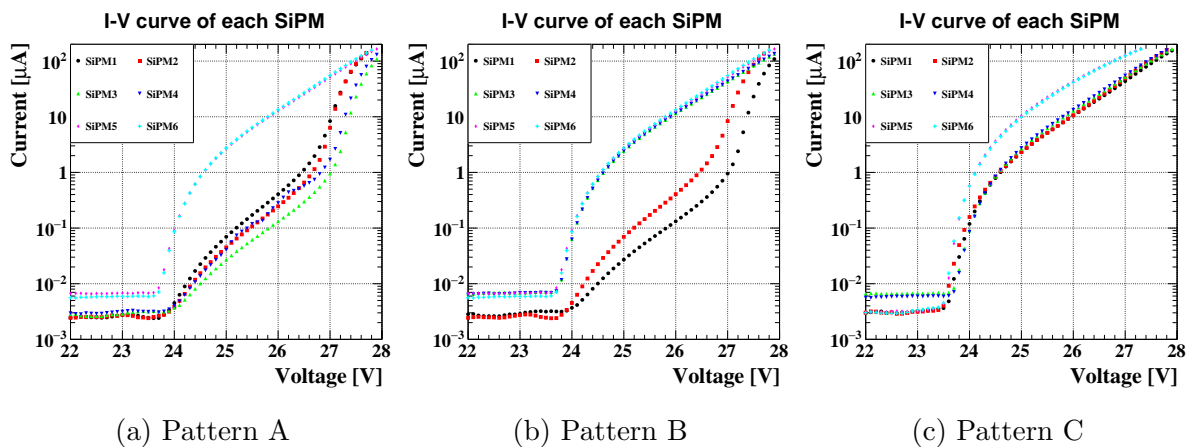 I-V curve of each SiPM
Current [μA]
10²
10
1
10⁻¹
10⁻²
10⁻³
SiPM1 SiPM2
SiPM3 SiPM4
SiPM5 SiPM6
22 23 24 25 26 27 28
Voltage [V]
(a) Pattern A
I-V curve of each SiPM
Current [μA]
10²
10
1
10⁻¹
10⁻²
10⁻³
SiPM1 SiPM2
SiPM3 SiPM4
SiPM5 SiPM6
22 23 24 25 26 27 28
Voltage [V]
(b) Pattern B
I-V curve of each SiPM
Current [μA]
10²
10
1
10⁻¹
10⁻²
10⁻³
SiPM1 SiPM2
SiPM3 SiPM4
SiPM5 SiPM6
22 23 24 25 26 27 28
Voltage [V]
(c) Pattern C